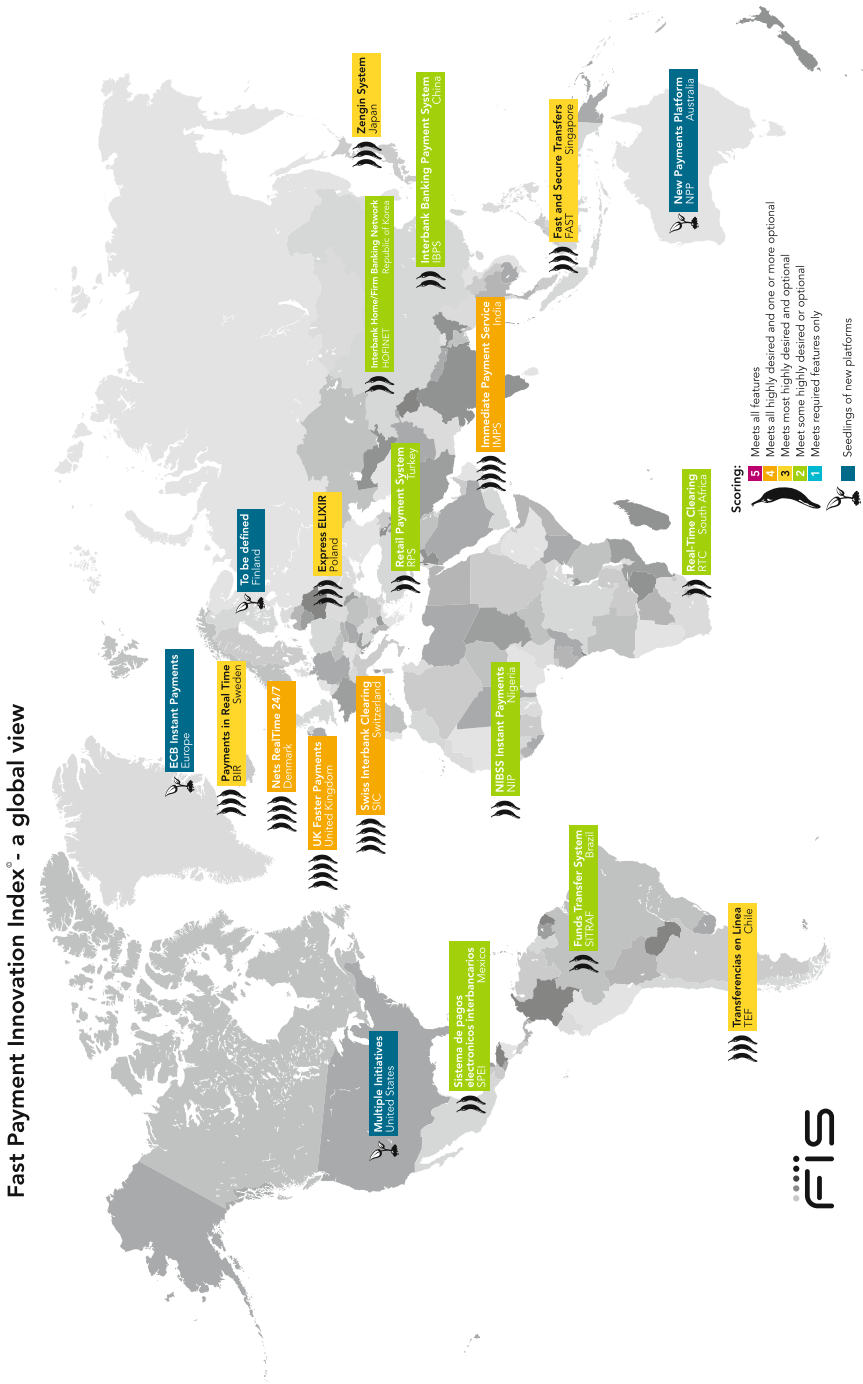 Fast Payment Innovation Index© - a global view
ECB Instant Payments
Europe
Payments in Real Time
BIR Sweden
Nets RealTime 24/7
Denmark
UK Faster Payments
United Kingdom
Swiss Interbank Clearing
SIC Switzerland
To be defined
Finland
Express ELIXIR
Poland
Retail Payment System
RPS Turkey
Zengin System
Japan
Interbank Home/Firm Banking Network
HOFINET Republic of Korea
Interbank Banking Payment System
IBPS China
Immediate Payment Service
IMPS India
Fast and Secure Transfers
FAST Singapore
New Payments Platform
NPP Australia
Multiple Initiatives
United States
Sistema de pagos
electronicos interbancarios
SPEI Mexico
NIBSS Instant Payments
NIP Nigeria
Funds Transfer System
SITRAF Brazil
Real-Time Clearing
RTC South Africa
Transferencias en Línea
TEF Chile
Scoring:
5 Meets all features
4 Meets all highly desired and one or more optional
3 Meets most highly desired and optional
2 Meet some highly desired or optional
1 Meets required features only
Seedlings of new platforms
FIS